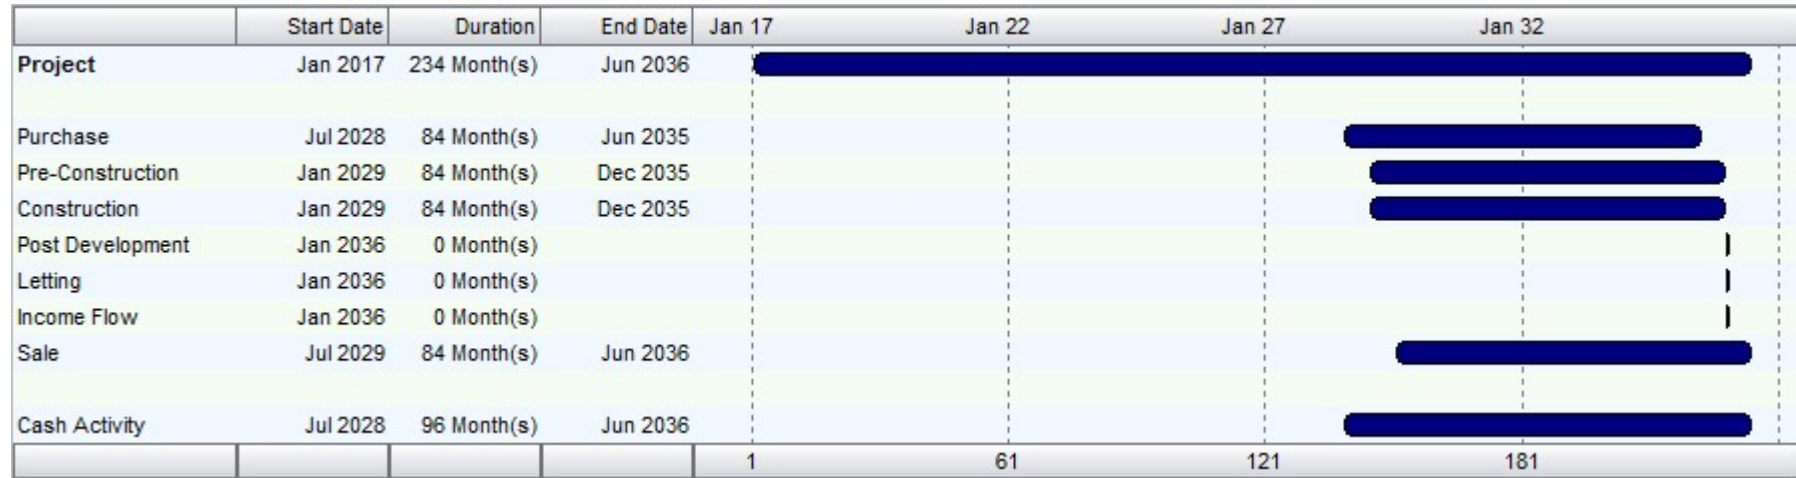 Start Date Duration End Date Jan 17 Jan 22 Jan 27 Jan 32
Project Jan 2017 234 Month(s) Jun 2036
Purchase Jul 2028 84 Month(s) Jun 2035
Pre-Construction Jan 2029 84 Month(s) Dec 2035
Construction Jan 2029 84 Month(s) Dec 2035
Post Development Jan 2036 0 Month(s)
Letting Jan 2036 0 Month(s)
Income Flow Jan 2036 0 Month(s)
Sale Jul 2029 84 Month(s) Jun 2036
Cash Activity Jul 2028 96 Month(s) Jun 2036
1 61 121 181